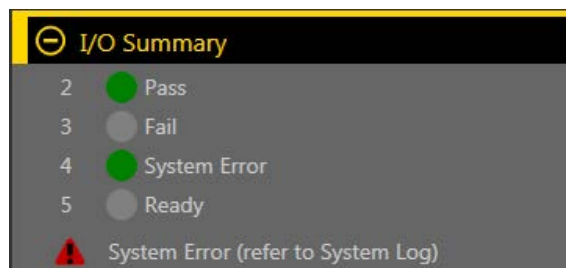 I/O Summary
2 Pass
3 Fail
4 System Error
5 Ready
System Error (refer to System Log)